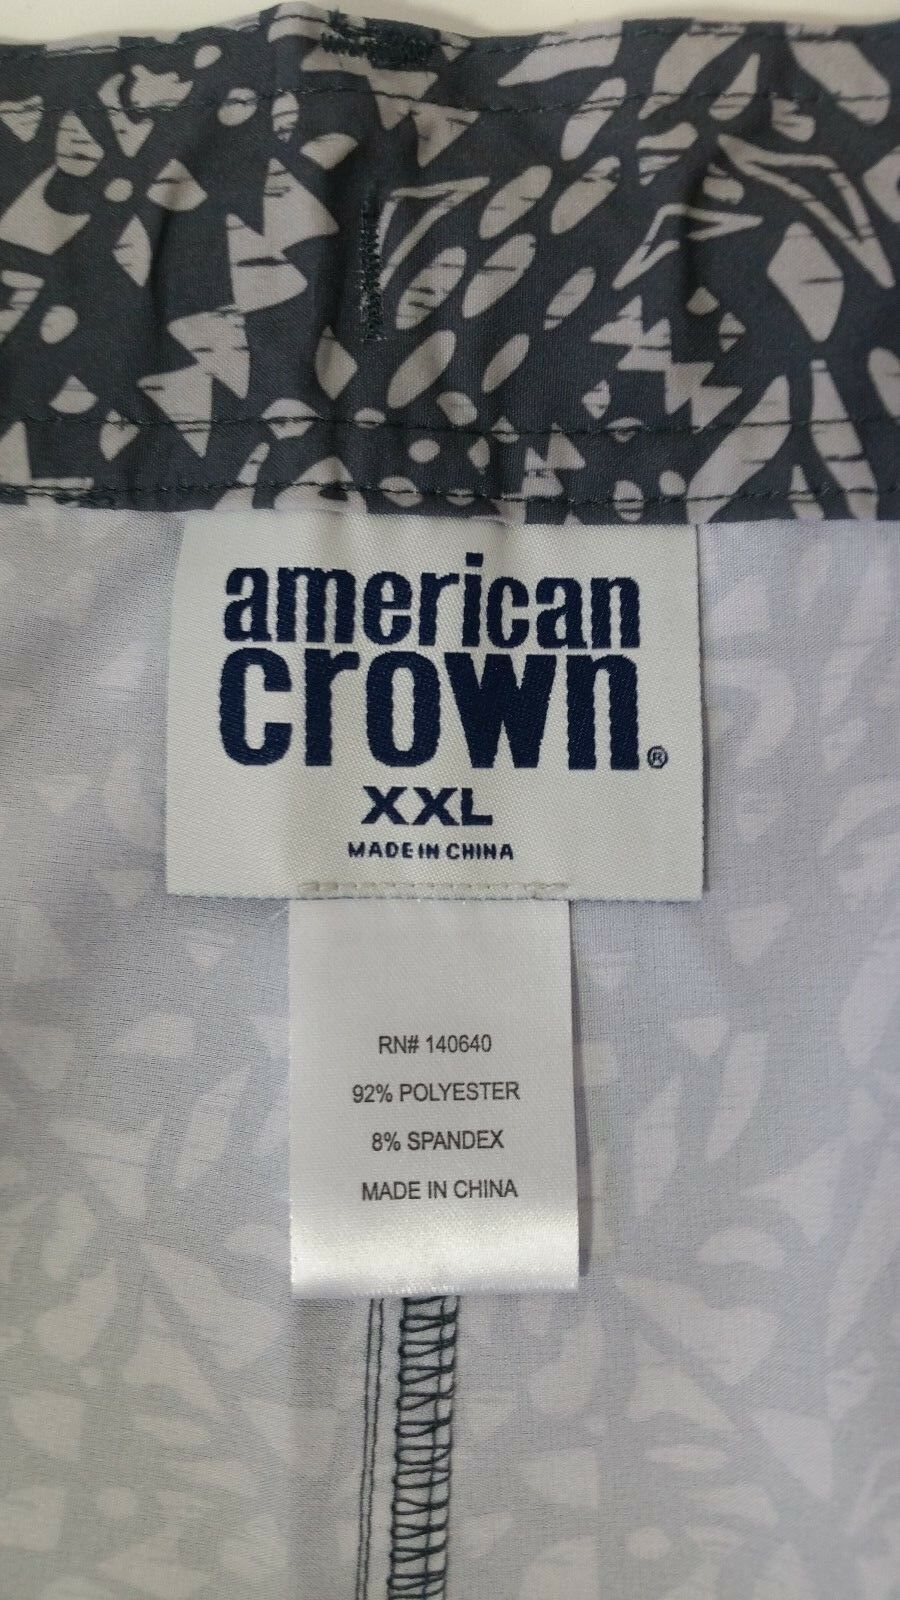 american
crown®
XXL
MADE IN CHINA
RN# 140640
92% POLYESTER
8% SPANDEX
MADE IN CHINA